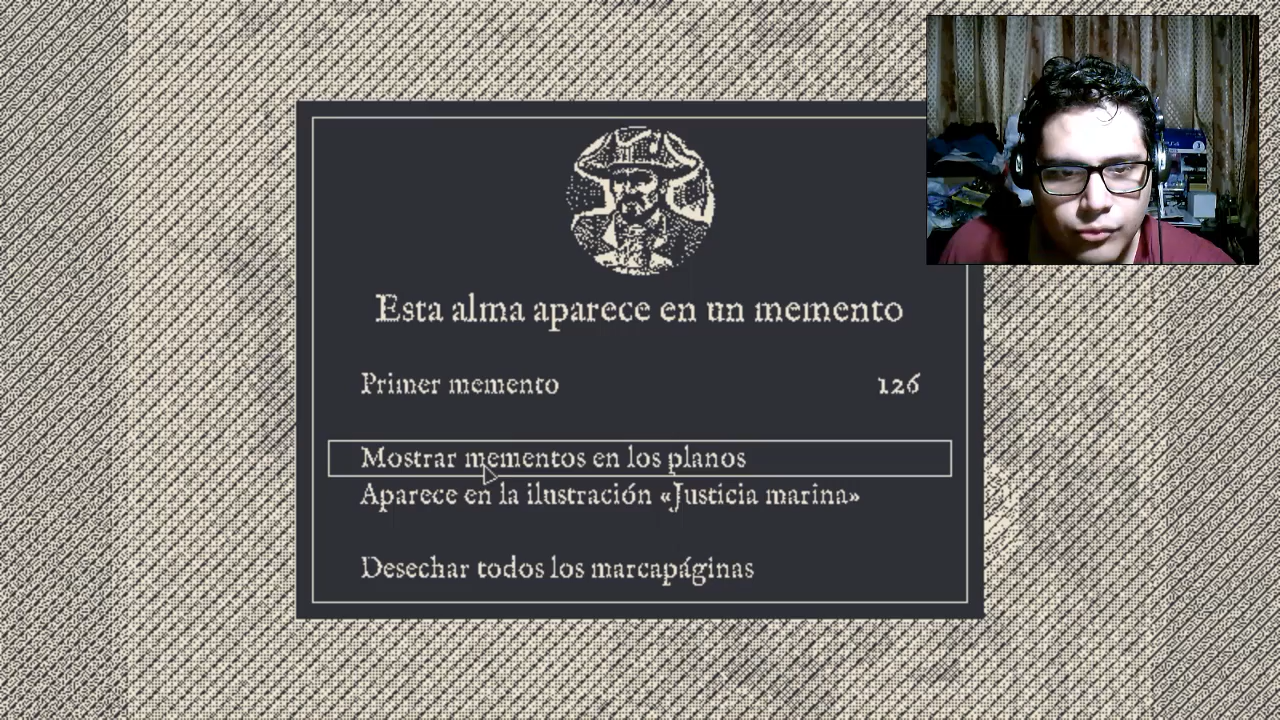 Esta alma aparece en un memento
Primer memento 126
Mostrar mementos en los planos
Aparece en la ilustración «Justicia marina»
Desechar todos los marcapáginas